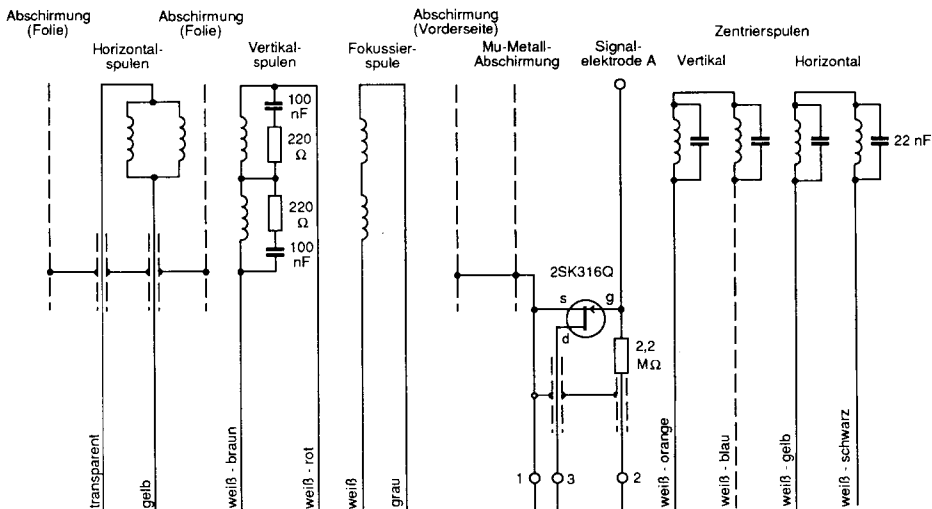 Abschirmung
(Folie)
Horizontal-
spulen
Abschirmung
(Folie)
Vertikal-
spulen
Fokussier-
spule
Abschirmung
(Vorderseite)
Mu-Metall-
Abschirmung
Signal-
elektrode A
Zentrierspulen
Vertikal
Horizontal
100
nF
220
Ω
220
Ω
100
nF
22 nF
2SK316Q
s
g
d
2,2
MΩ
transparent
gelb
weiß - braun
weiß - rot
weiß
grau
1
3
2
weiß - orange
weiß - blau
weiß - gelb
weiß - schwarz